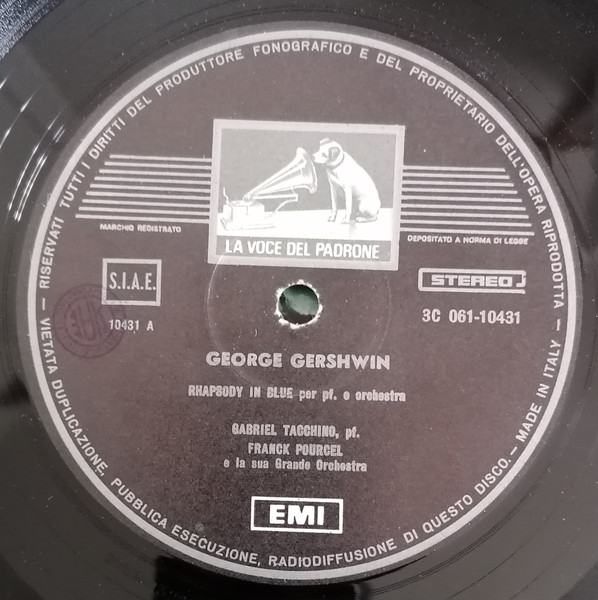 RISERVATI TUTTI I DIRITTI DEL PRODUTTORE FONOGRAFICO E DEL PROPRIETARIO DELL'OPERA RIPRODOTTA — MADE IN ITALY —
VIETATA DUPLICAZIONE, PUBBLICA ESECUZIONE, RADIODIFFUSIONE DI QUESTO DISCO. —
LA VOCE DEL PADRONE
MARCHIO REGISTRATO
DEPOSITATO A NORMA DI LEGGE
S.I.A.E.
STEREO
10431 A
3C 061-10431
GEORGE GERSHWIN
RHAPSODY IN BLUE per pf. e orchestra
GABRIEL TACCHINO, pf.
FRANCK POURCEL
e la sua Grande Orchestra
EMI